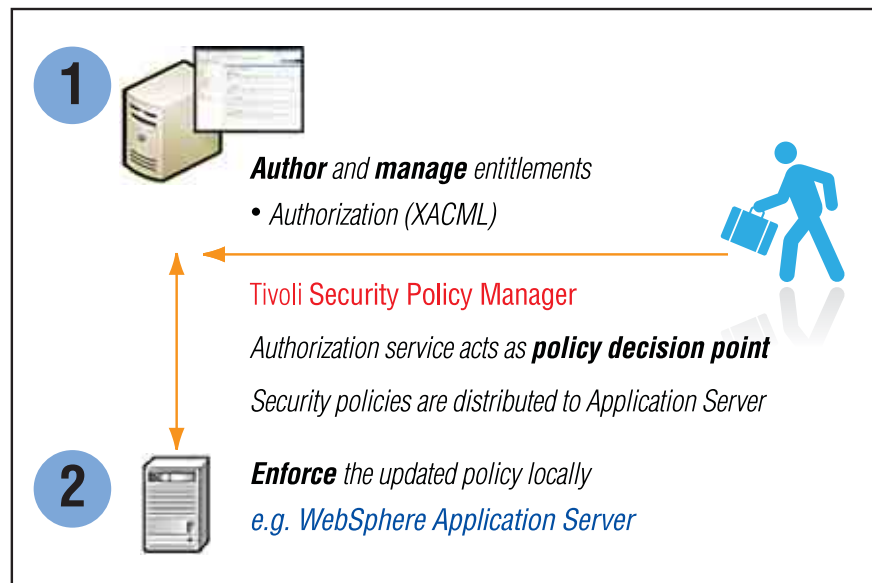 1
Author and manage entitlements
• Authorization (XACML)
Tivoli Security Policy Manager
Authorization service acts as policy decision point
Security policies are distributed to Application Server
2
Enforce the updated policy locally
e.g. WebSphere Application Server